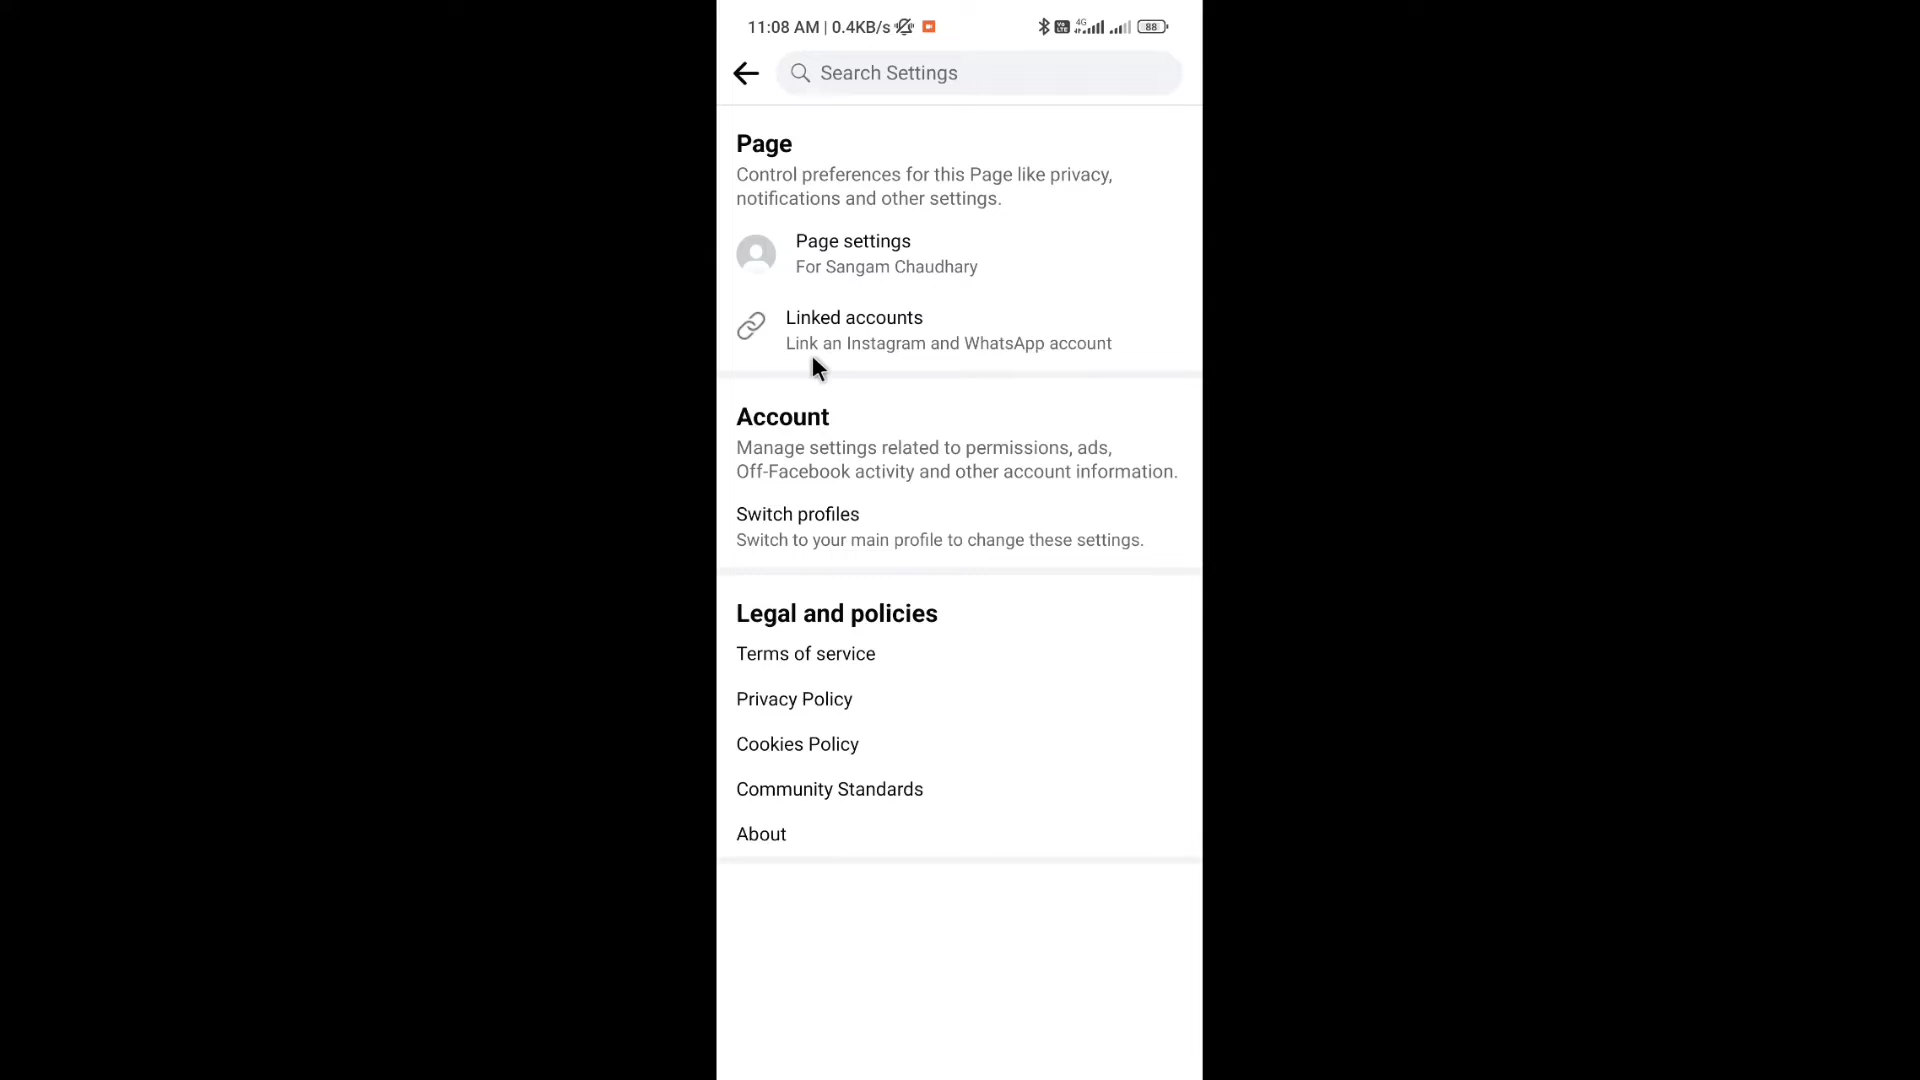 11:08 AM | 0.4KB/s
4G
88
Search Settings
Page
Control preferences for this Page like privacy,
notifications and other settings.
Page settings
For Sangam Chaudhary
Linked accounts
Link an Instagram and WhatsApp account
Account
Manage settings related to permissions, ads,
Off-Facebook activity and other account information.
Switch profiles
Switch to your main profile to change these settings.
Legal and policies
Terms of service
Privacy Policy
Cookies Policy
Community Standards
About